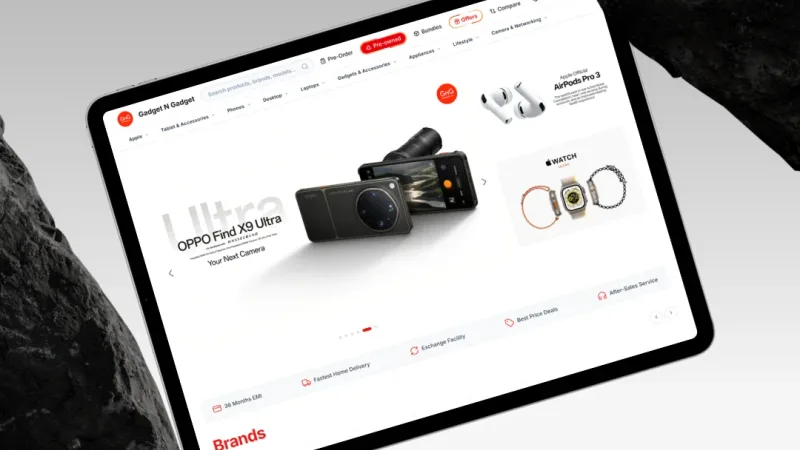 GnG
Gadget N Gadget
Search products, brands, models...
Pre-Order
Pre-owned
Bundles
Offers
Compare
Apple
Tablet & Accessories
Phones
Desktop
Laptops
Gadgets & Accessories
Appliances
Lifestyle
Camera & Networking
Ultra
OPPO Find X9 Ultra
Your Next Camera
GnG
Apple Official
AirPods Pro 3
WATCH
ULTRA
36 Months EMI
Fastest Home Delivery
Exchange Facility
Best Price Deals
After-Sales Service
Brands